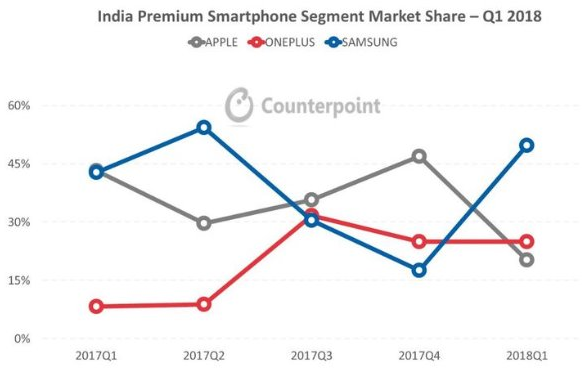 India Premium Smartphone Segment Market Share – Q1 2018
APPLE ONEPLUS SAMSUNG
Counterpoint
60%
45%
30%
15%
0%
2017Q1 2017Q2 2017Q3 2017Q4 2018Q1